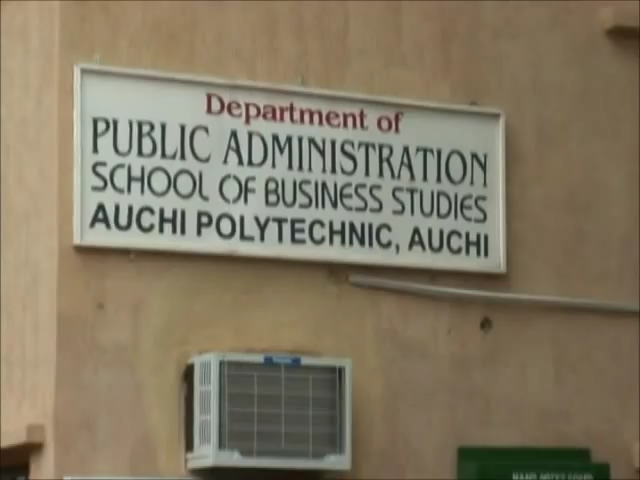 Department of
PUBLIC ADMINISTRATION
SCHOOL OF BUSINESS STUDIES
AUCHI POLYTECHNIC, AUCHI